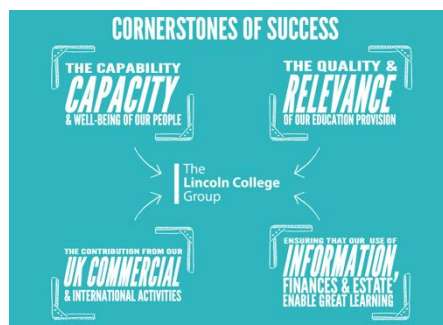 CORNERSTONES OF SUCCESS
THE CAPABILITY
CAPACITY
& WELL-BEING OF OUR PEOPLE
THE QUALITY &
RELEVANCE
OF OUR EDUCATION PROVISION
The
Lincoln College
Group
THE CONTRIBUTION FROM OUR
UK COMMERCIAL
& INTERNATIONAL ACTIVITIES
ENSURING THAT OUR USE OF
INFORMATION,
FINANCES & ESTATE
ENABLE GREAT LEARNING